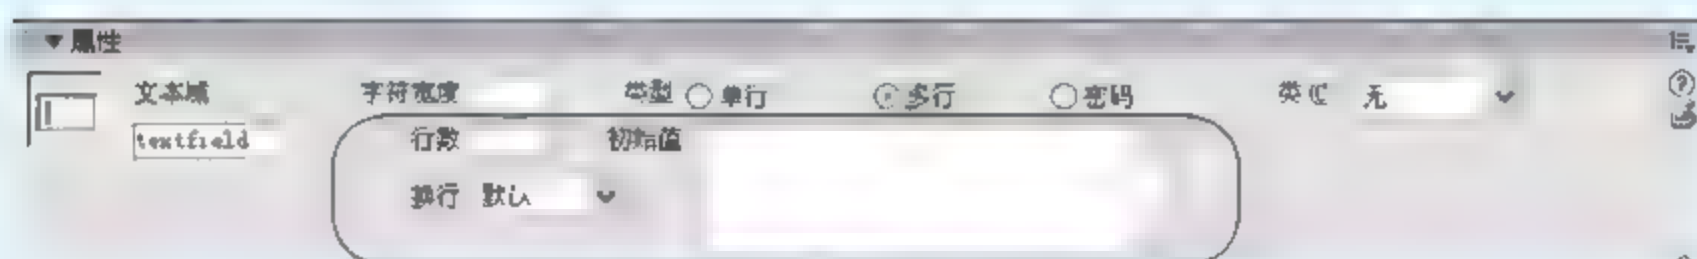 ▼属性
文本域 字符宽度 类型 单行 多行 密码 类(C) 无
textfield 行数 初始值
换行 默认